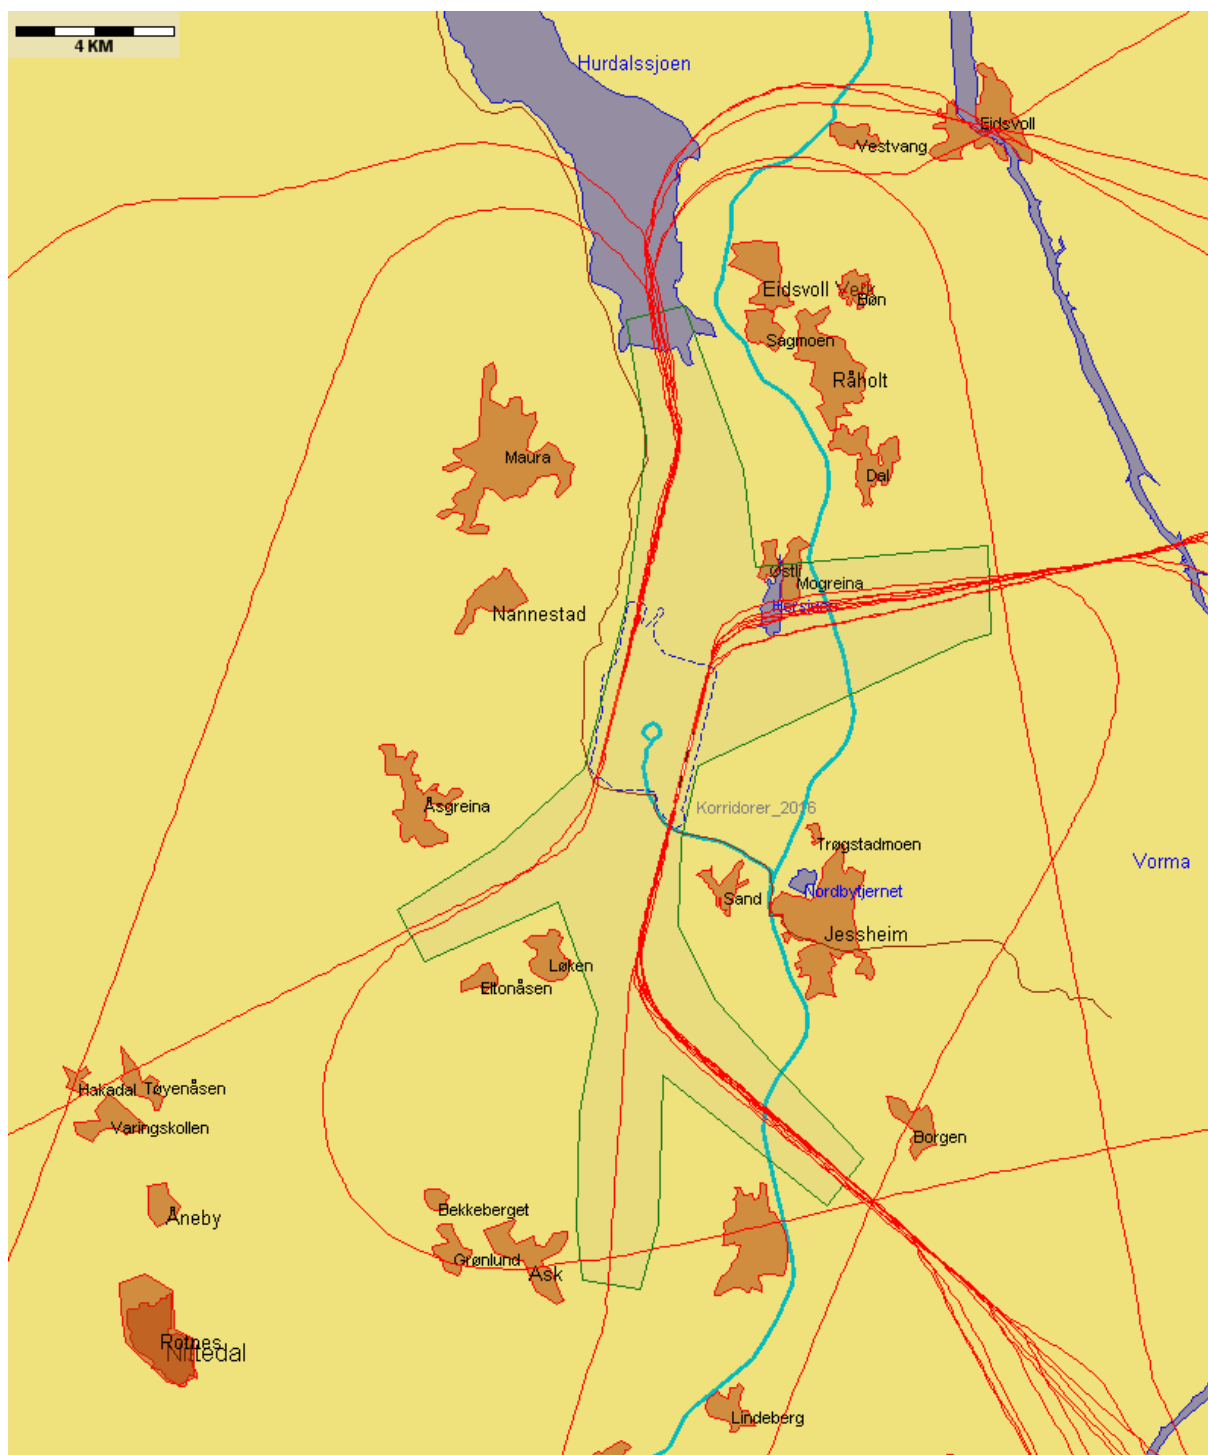 4 KM
Hurdalssjoen
Eidsvoll
Vestvang
Eidsvoll Verk
Bøn
Sagmoen
Råholt
Maura
Dal
Østli
Mogreina
Nannestad
Korridorer_2016
Åsgreina
Trøgstadmoen
Vorma
Nordbytjernet
Sand
Jessheim
Løken
Eltonåsen
Hakadal
Tøyenåsen
Varingskollen
Borgen
Bekkeberget
Åneby
Grønlund
Ask
Rotnes
Nittedal
Lindeberg